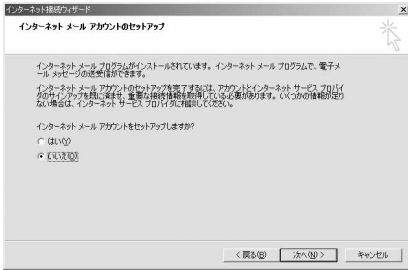 インターネット接続ウィザード
インターネット メール アカウントのセットアップ
インターネット メール プログラムがインストールされています。インターネット メール プログラムで、電子メ
ール メッセージの送受信ができます。
インターネット メール アカウントのセットアップを完了するには、アカウントとインターネット サービス プロバイ
ダのサインアップを既に済ませ、重要な接続情報を取得している必要があります。いくつかの情報が足り
ない場合は、インターネット サービス プロバイダに相談してください。
インターネット メール アカウントをセットアップしますか?
はい(Y)
いいえ(O)
< 戻る(B)
次へ(N) >
キャンセル